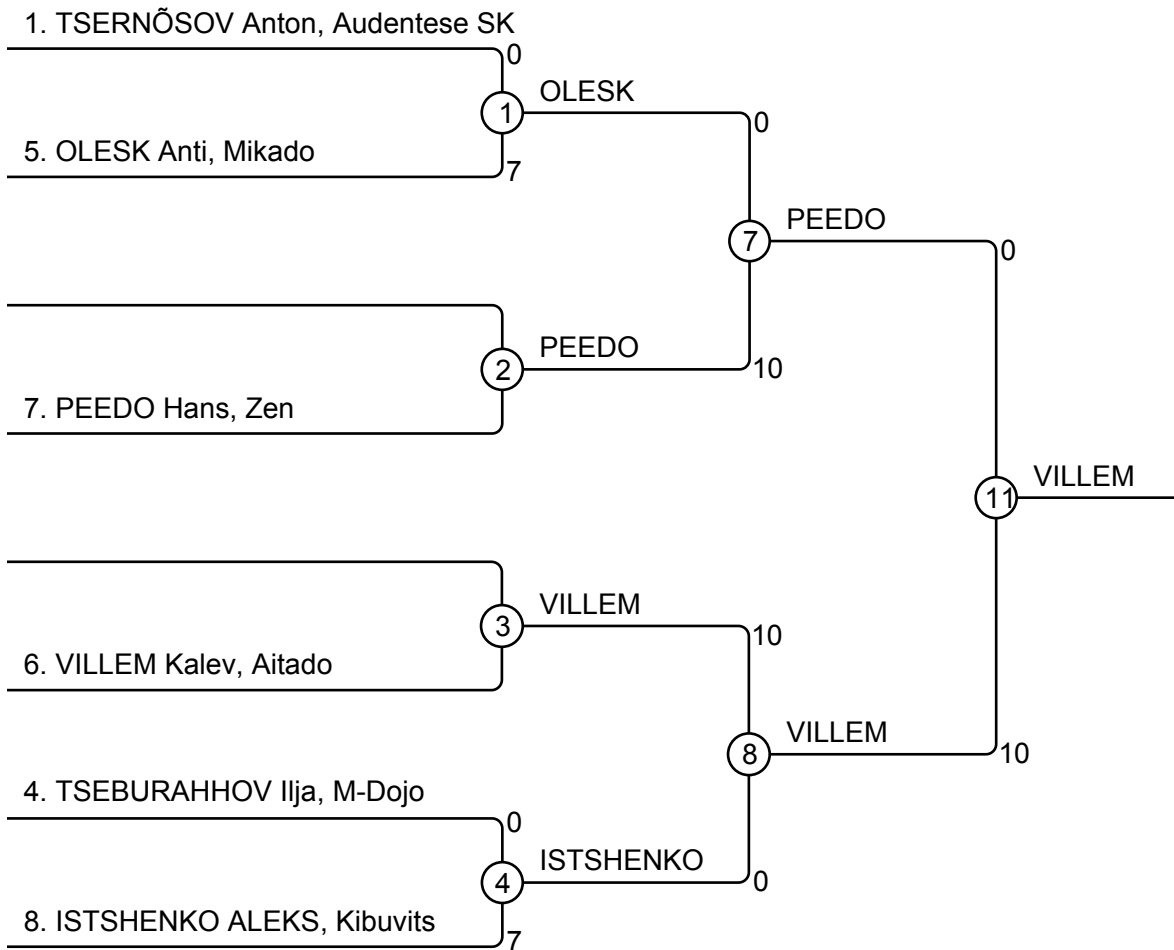 1. TSERNÕSOV Anton, Audentese SK
0
OLESK
1
0
5. OLESK Anti, Mikado
7
PEEDO
7
0
PEEDO
2
10
7. PEEDO Hans, Zen
VILLEM
11
VILLEM
3
10
6. VILLEM Kalev, Aitado
VILLEM
8
10
4. TSEBURAHHOV Ilja, M-Dojo
0
ISTSHENKO
4
0
8. ISTSHENKO ALEKS, Kibuvits
7